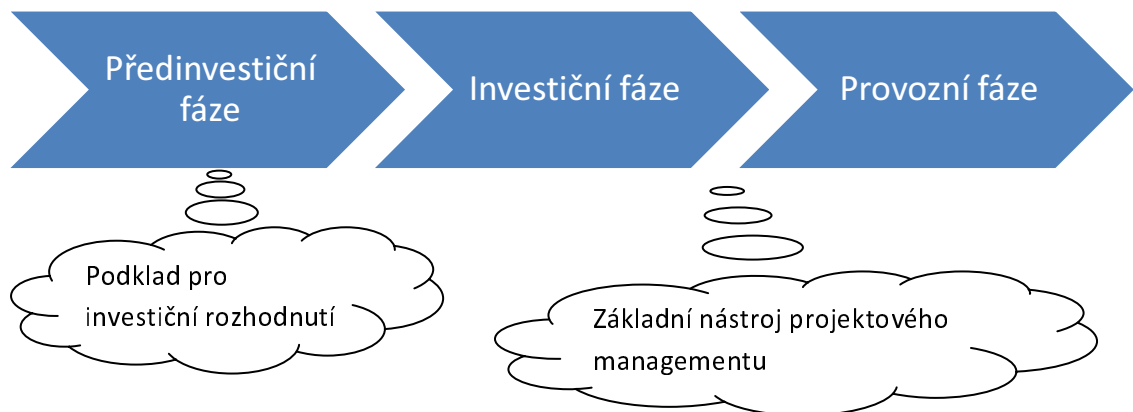 Předinvestiční
fáze
Investiční fáze
Provozní fáze
Podklad pro
investiční rozhodnutí
Základní nástroj projektového
managementu